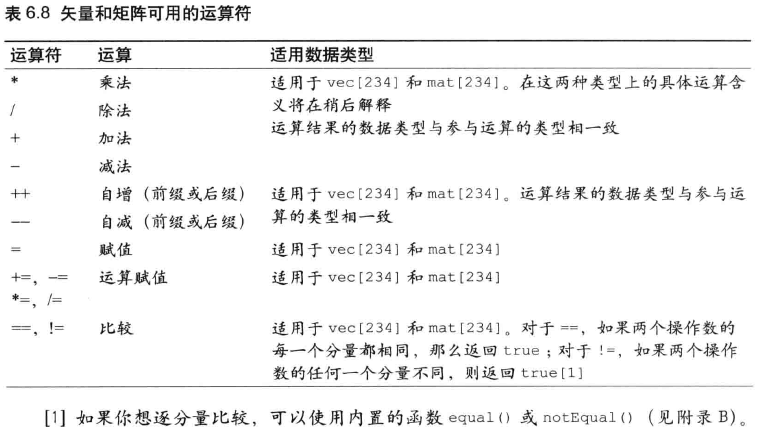 表 6.8 矢量和矩阵可用的运算符
运算符 运算 适用数据类型
* 乘法 适用于 vec[234] 和 mat[234]。在这两种类型上的具体运算含
/ 除法 义将在稍后解释
+ 加法 运算结果的数据类型与参与运算的类型相一致
- 减法
++ 自增（前缀或后缀） 适用于 vec[234] 和 mat[234]。运算结果的数据类型与参与运
-- 自减（前缀或后缀） 算的类型相一致
= 赋值 适用于 vec[234] 和 mat[234]
+=，-= 运算赋值 适用于 vec[234] 和 mat[234]
*=，/=
==，!= 比较 适用于 vec[234] 和 mat[234]。对于 ==，如果两个操作数的
每一个分量都相同，那么返回 true；对于 !=，如果两个操作
数的任何一个分量不同，则返回 true[1]
[1] 如果你想逐分量比较，可以使用内置的函数 equal() 或 notEqual()（见附录 B）。